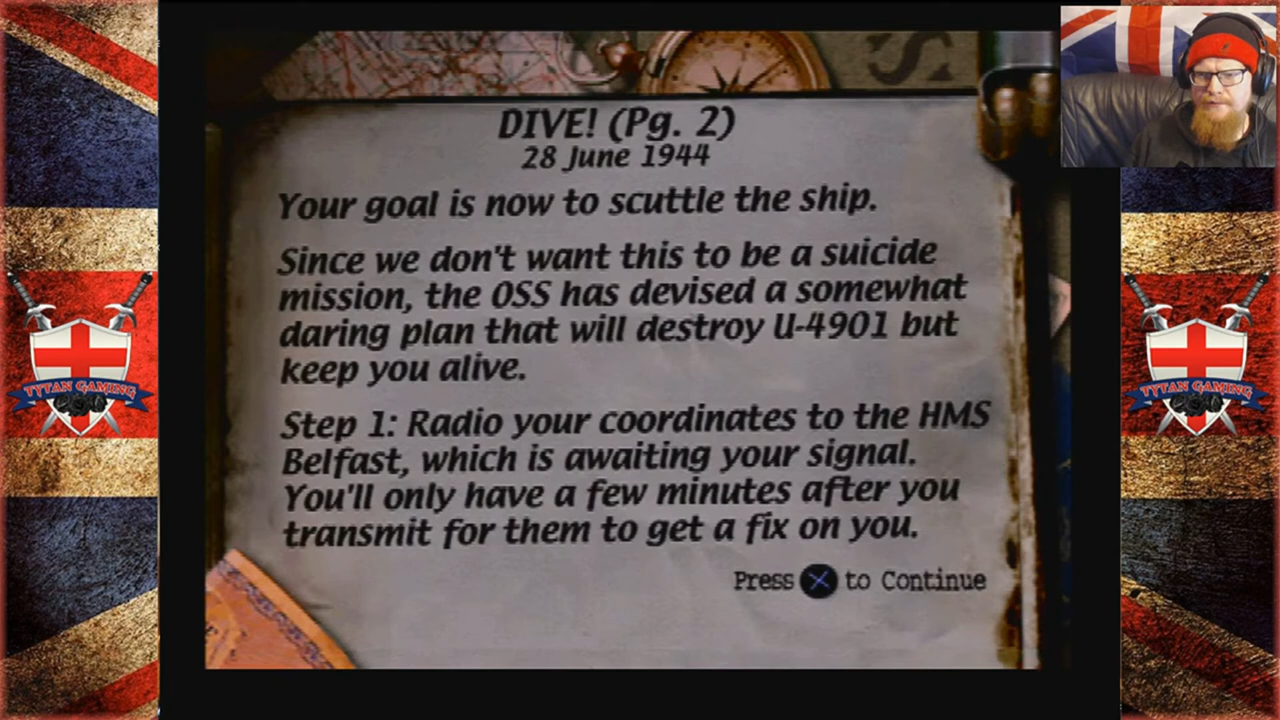 DIVE! (Pg. 2)
28 June 1944
Your goal is now to scuttle the ship.
Since we don't want this to be a suicide
mission, the OSS has devised a somewhat
daring plan that will destroy U-4901 but
keep you alive.
Step 1: Radio your coordinates to the HMS
Belfast, which is awaiting your signal.
You'll only have a few minutes after you
transmit for them to get a fix on you.
Press X to Continue
TYTAN GAMING
TYTAN GAMING